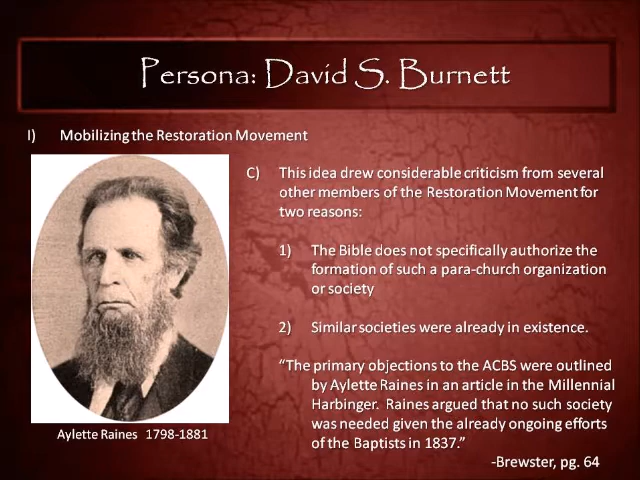 Persona: David S. Burnett
I) Mobilizing the Restoration Movement
C) This idea drew considerable criticism from several
other members of the Restoration Movement for
two reasons:
1) The Bible does not specifically authorize the
formation of such a para-church organization
or society
2) Similar societies were already in existence.
“The primary objections to the ACBS were outlined
by Aylette Raines in an article in the Millennial
Harbinger. Raines argued that no such society
was needed given the already ongoing efforts
of the Baptists in 1837.”
-Brewster, pg. 64
Aylette Raines 1798-1881